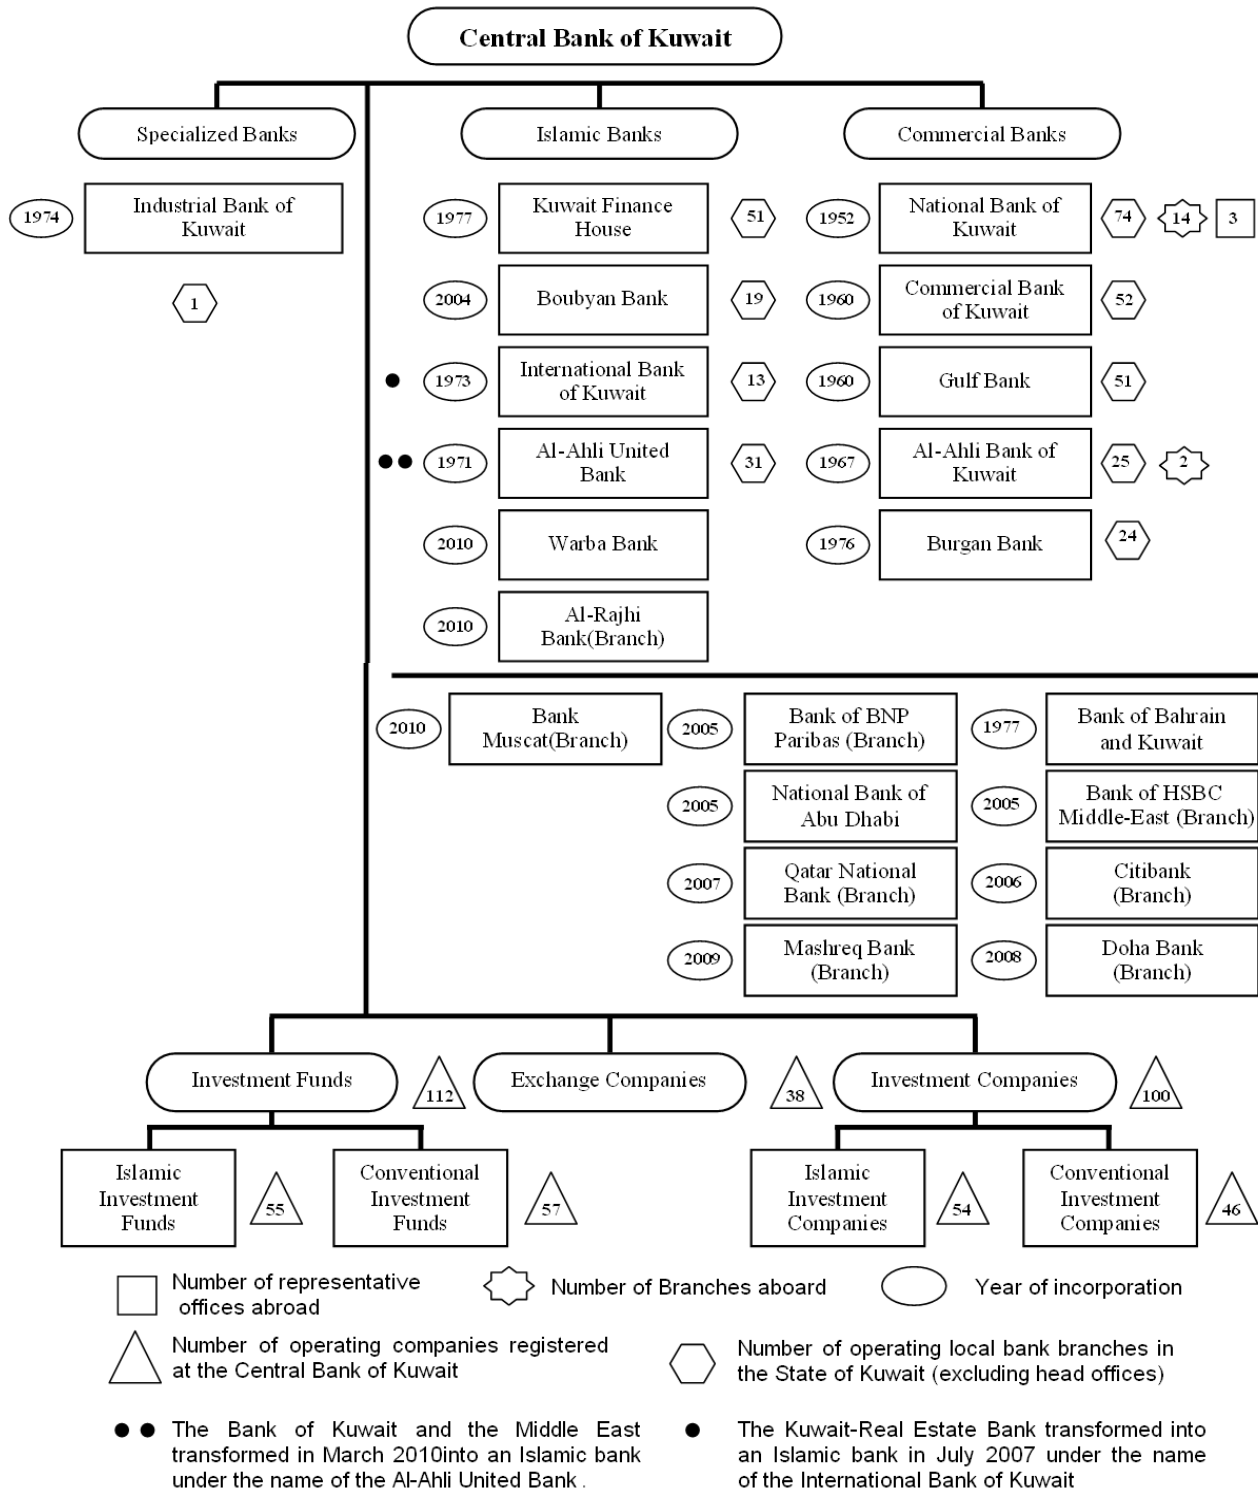 Central Bank of Kuwait
Specialized Banks
Islamic Banks
Commercial Banks
1974
Industrial Bank of
Kuwait
1
1977
Kuwait Finance
House
51
1952
National Bank of
Kuwait
74
14
3
2004
Boubyan Bank
19
1960
Commercial Bank
of Kuwait
52
1973
International Bank
of Kuwait
13
1960
Gulf Bank
51
1971
Al-Ahli United
Bank
31
1967
Al-Ahli Bank of
Kuwait
25
2
2010
Warba Bank
1976
Burgan Bank
24
2010
Al-Rajhi
Bank(Branch)
2010
Bank
Muscat(Branch)
2005
Bank of BNP
Paribas (Branch)
1977
Bank of Bahrain
and Kuwait
2005
National Bank of
Abu Dhabi
2005
Bank of HSBC
Middle-East (Branch)
2007
Qatar National
Bank (Branch)
2006
Citibank
(Branch)
2009
Mashreq Bank
(Branch)
2008
Doha Bank
(Branch)
Investment Funds
112
Exchange Companies
38
Investment Companies
100
Islamic
Investment
Funds
55
Conventional
Investment
Funds
57
Islamic
Investment
Companies
54
Conventional
Investment
Companies
46
Number of representative
offices abroad
Number of Branches aboard
Year of incorporation
Number of operating companies registered
at the Central Bank of Kuwait
Number of operating local bank branches in
the State of Kuwait (excluding head offices)
The Bank of Kuwait and the Middle East
transformed in March 2010into an Islamic bank
under the name of the Al-Ahli United Bank .
The Kuwait-Real Estate Bank transformed into
an Islamic bank in July 2007 under the name
of the International Bank of Kuwait